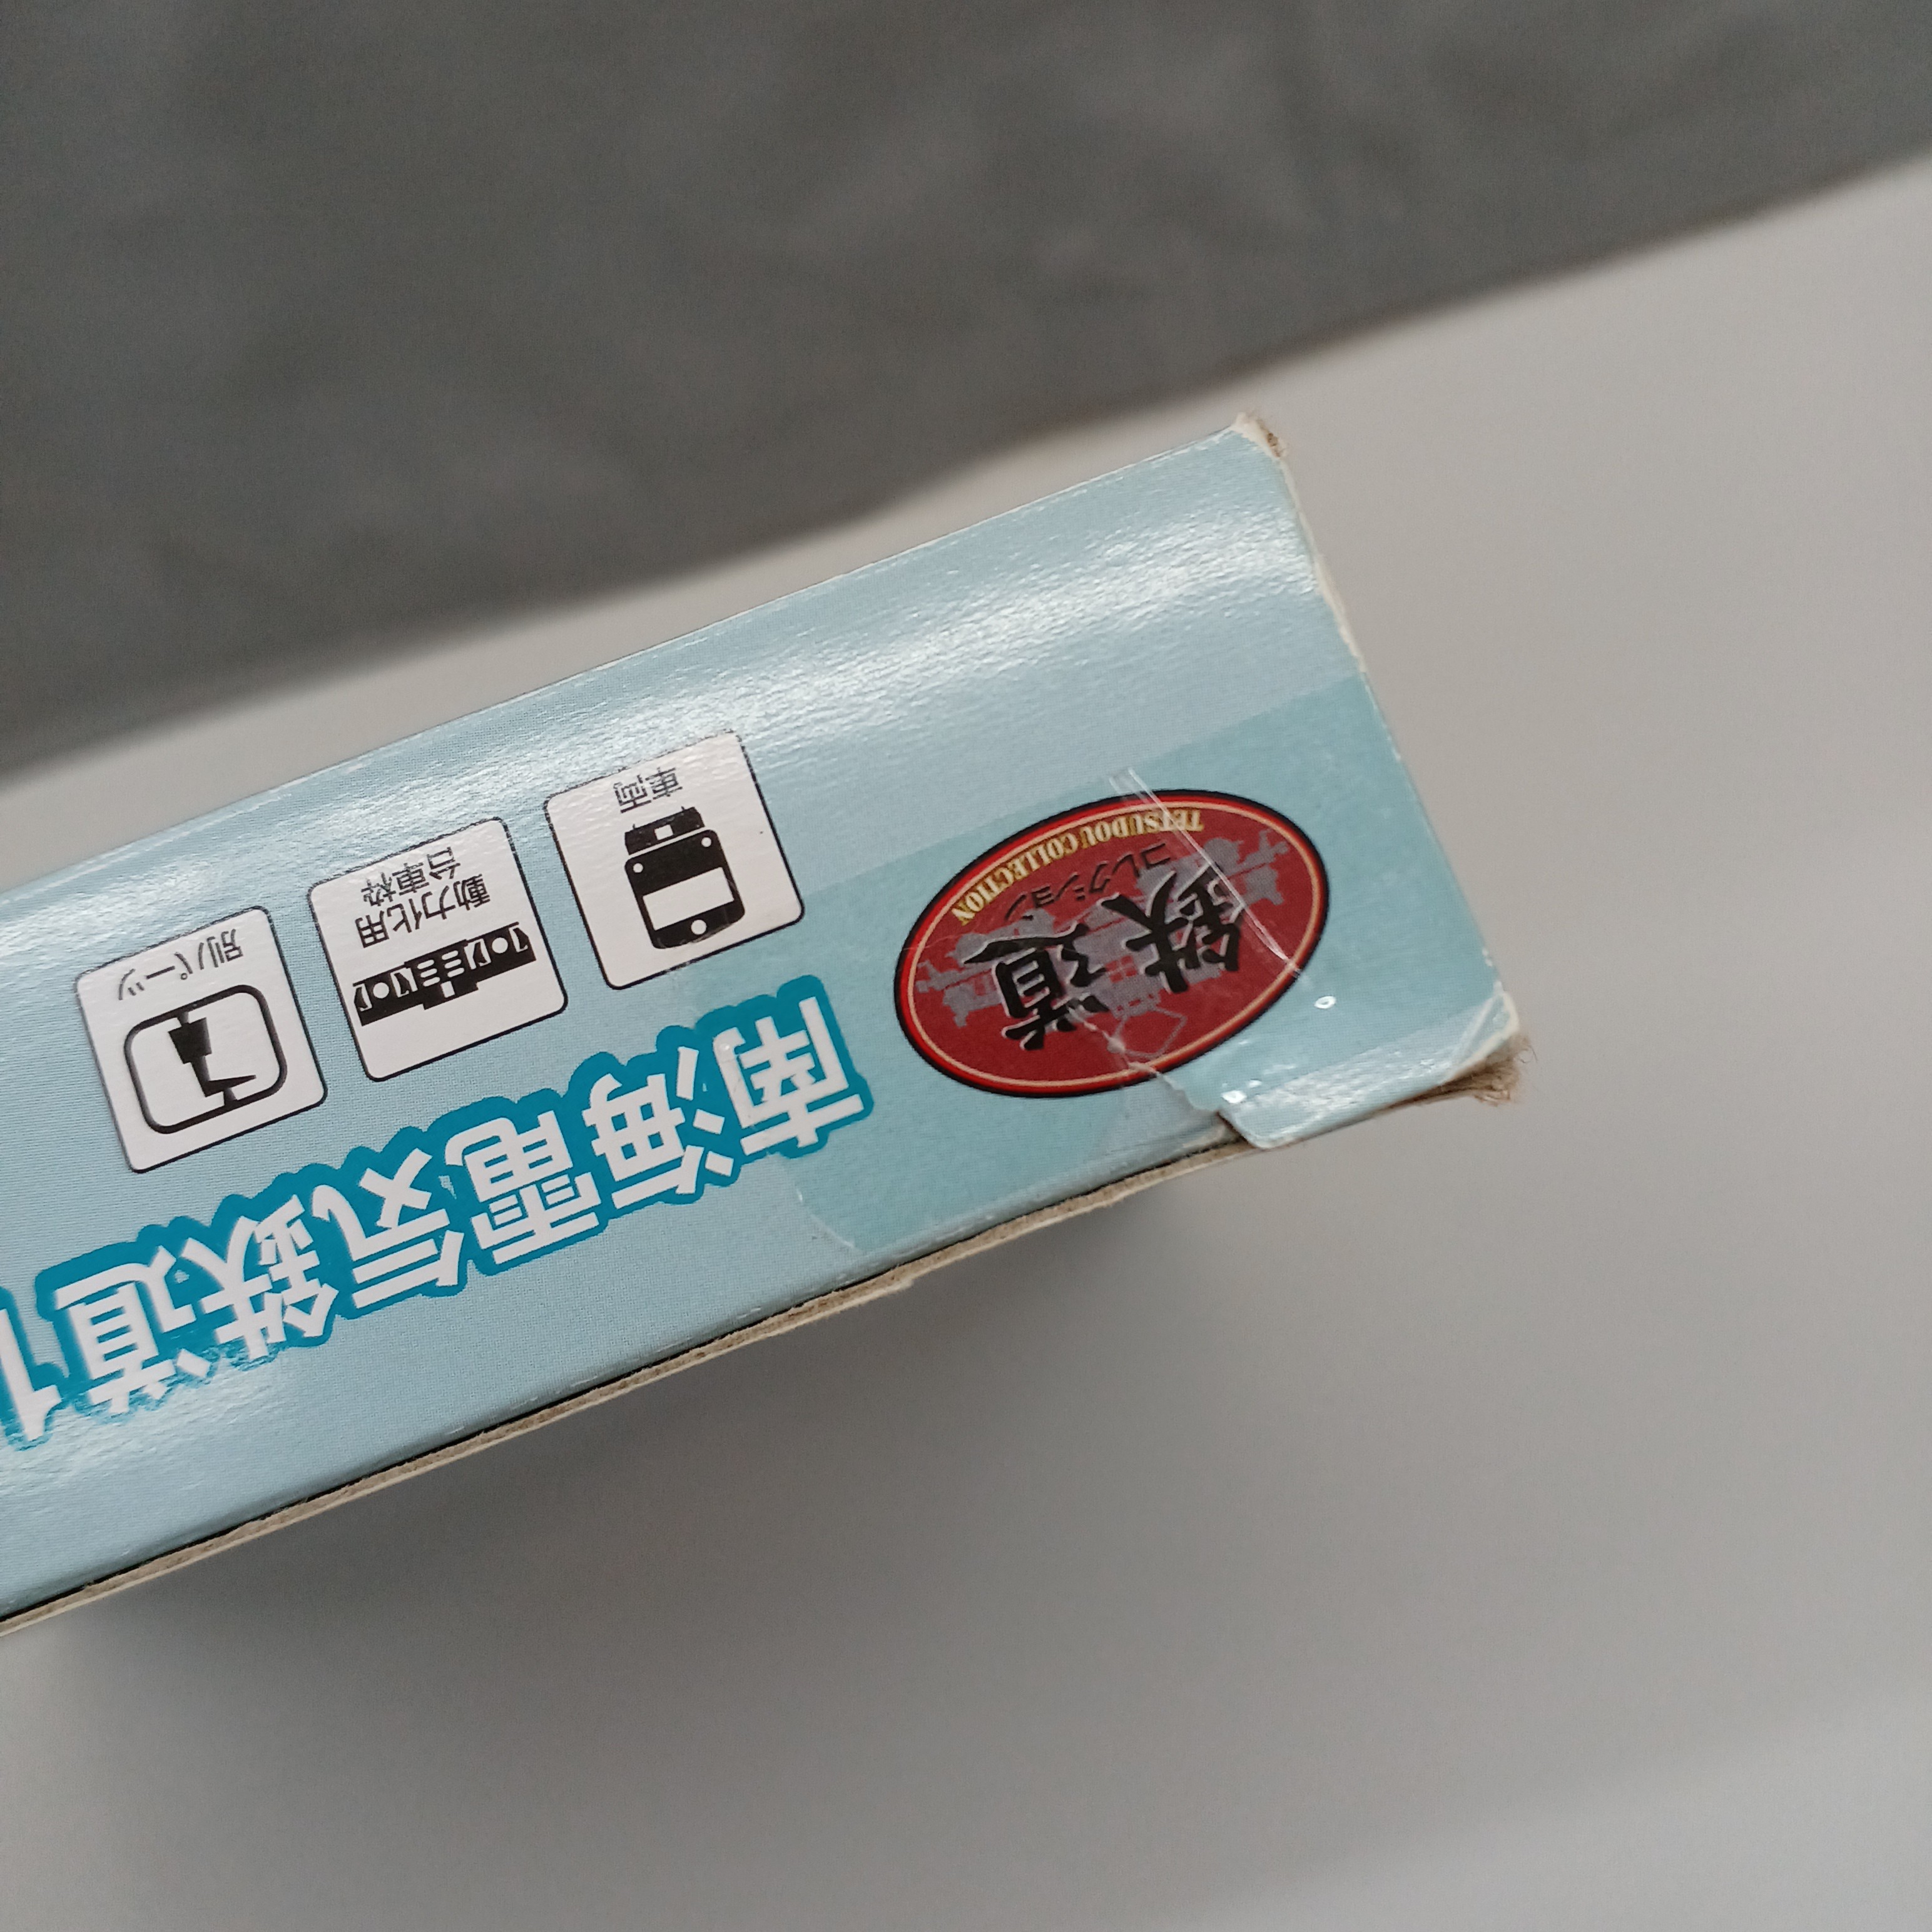 鉄道
コレクション
TETSUDOU COLLECTION
南海電気鉄道1
車両
動力化用
台車枠
別パーツ